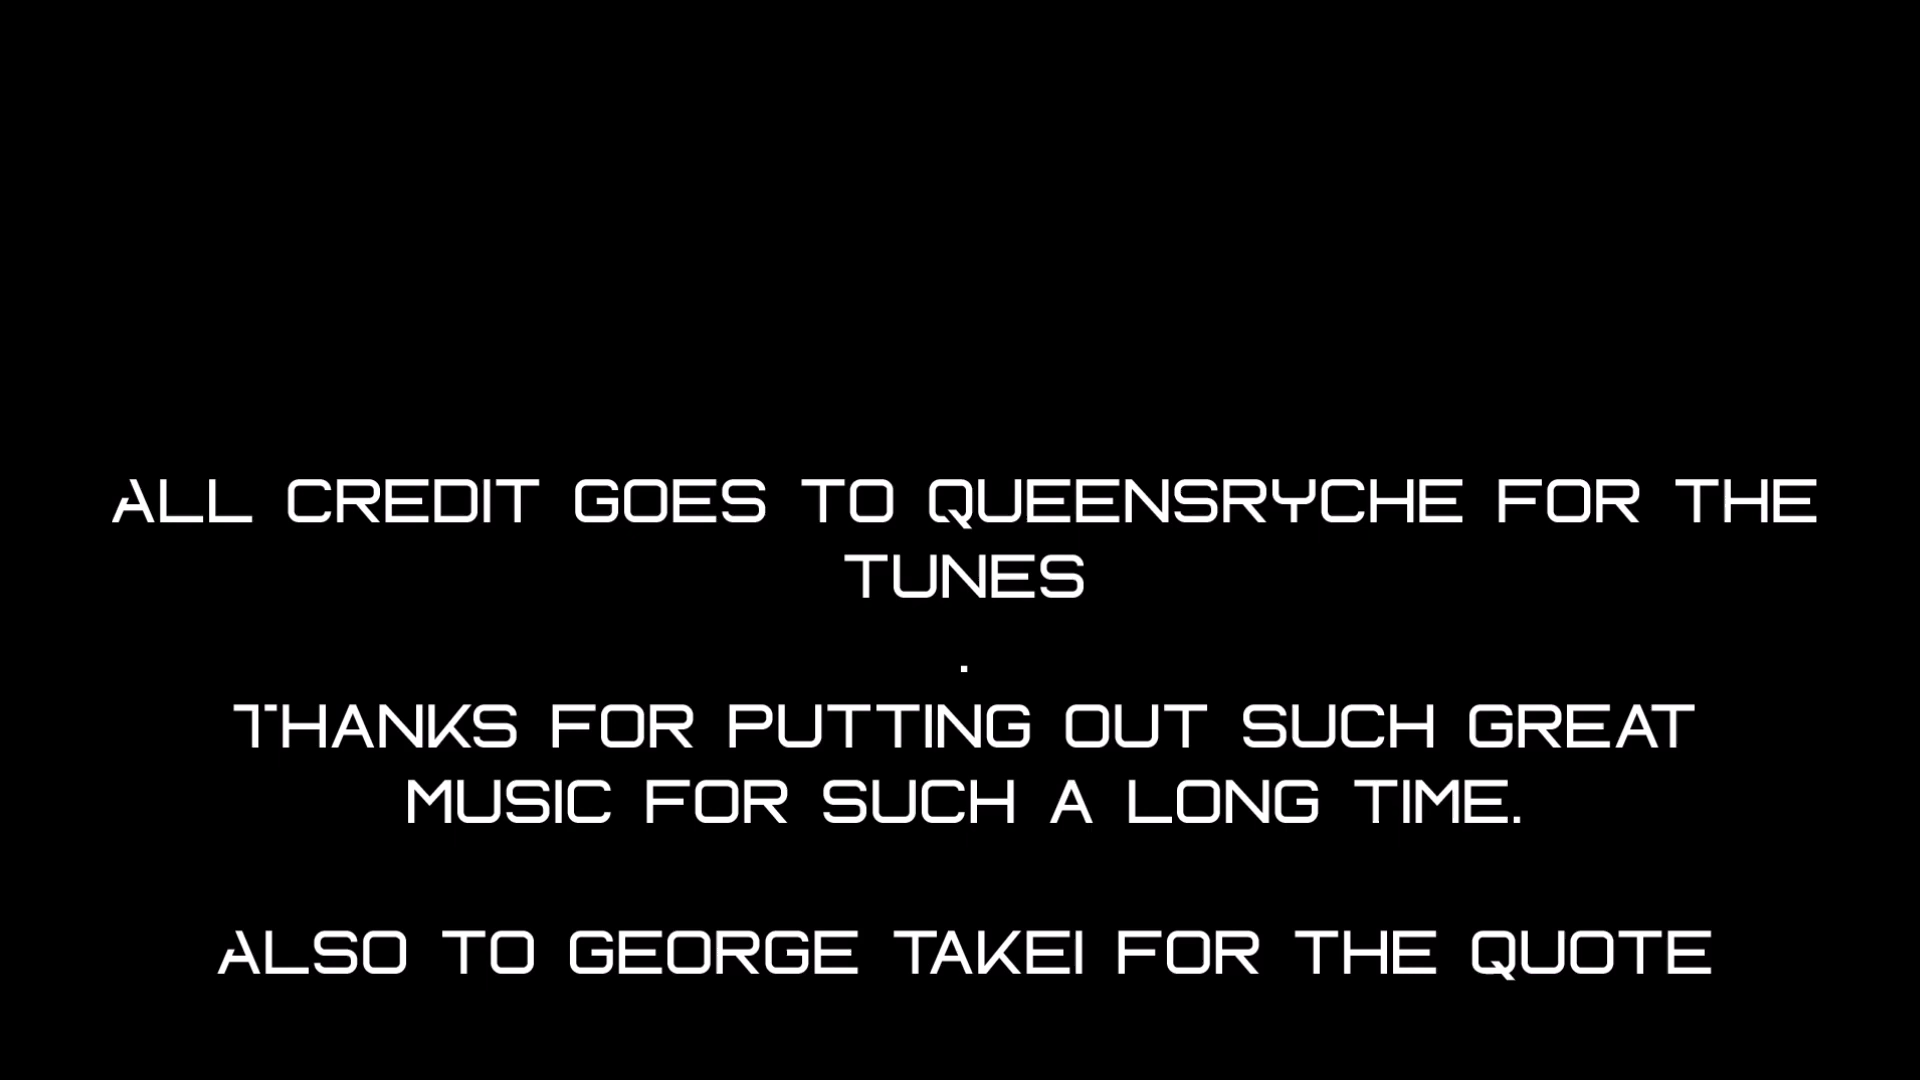 ALL CREDIT GOES TO QUEENSRYCHE FOR THE
TUNES
.
THANKS FOR PUTTING OUT SUCH GREAT
MUSIC FOR SUCH A LONG TIME.
ALSO TO GEORGE TAKEI FOR THE QUOTE